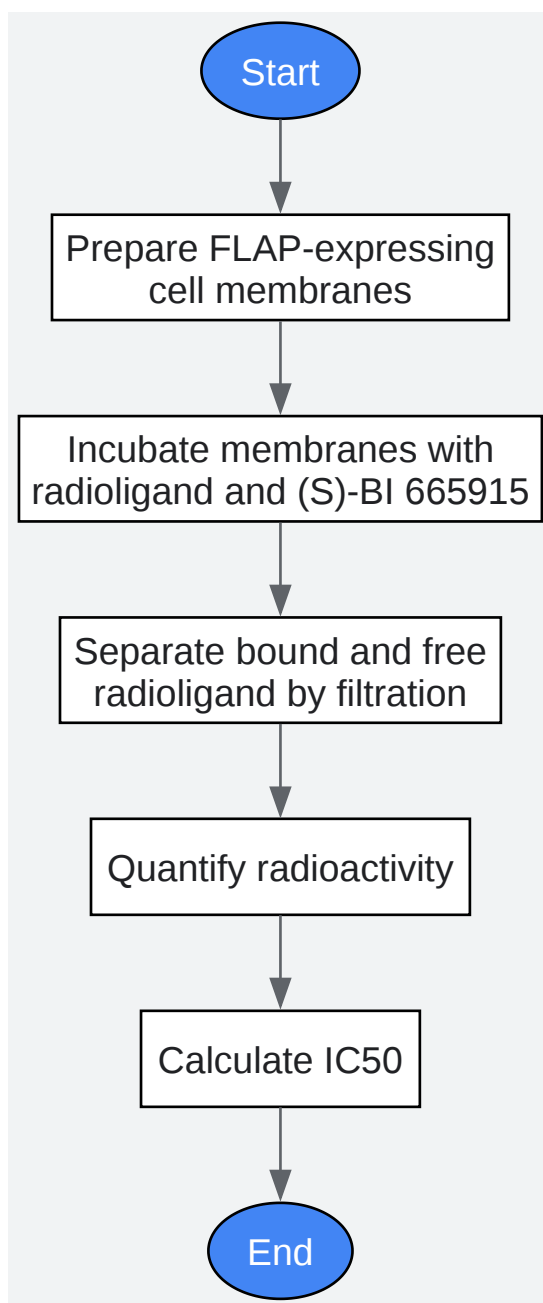 Start
Prepare FLAP-expressing
cell membranes
Incubate membranes with
radioligand and (S)-BI 665915
Separate bound and free
radioligand by filtration
Quantify radioactivity
Calculate IC50
End